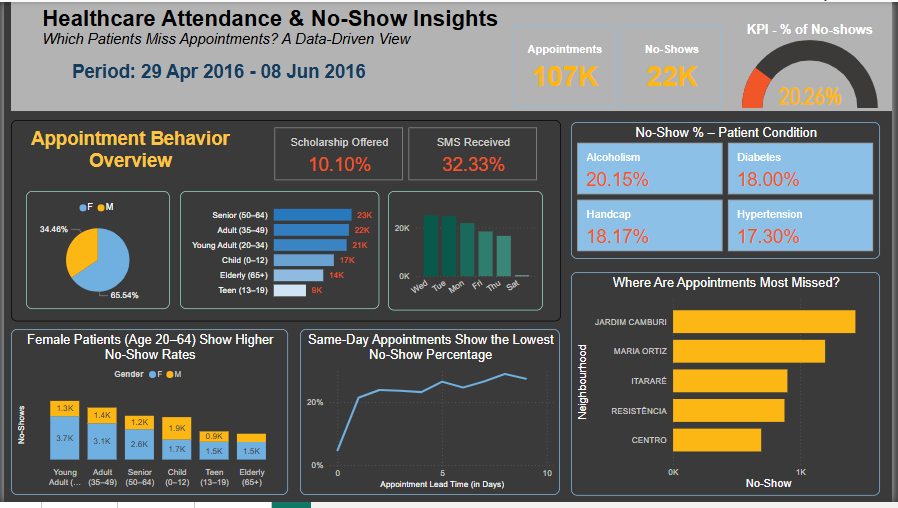 Healthcare Attendance & No-Show Insights
Which Patients Miss Appointments? A Data-Driven View
Period: 29 Apr 2016 - 08 Jun 2016
Appointments
107K
No-Shows
22K
KPI - % of No-shows
20.26%
Appointment Behavior
Overview
Scholarship Offered
10.10%
SMS Received
32.33%
F M
34.46%
65.54%
Senior (50–64) 23K
Adult (35–49) 22K
Young Adult (20–34) 21K
Child (0–12) 17K
Elderly (65+) 14K
Teen (13–19) 9K
20K
0K
Wed Tue Mon Fri Thu Sat
No-Show % – Patient Condition
Alcoholism
20.15%
Diabetes
18.00%
Handcap
18.17%
Hypertension
17.30%
Female Patients (Age 20–64) Show Higher
No-Show Rates
Gender F M
No-Shows
1.3K 1.4K 1.2K 1.9K 0.9K
3.7K 3.1K 2.6K 1.7K 1.5K 1.5K
Young Adult Senior Child Teen Elderly
Adult (... (35–49) (50–64) (0–12) (13–19) (65+)
Same-Day Appointments Show the Lowest
No-Show Percentage
20%
0%
0 5 10
Appointment Lead Time (in Days)
Where Are Appointments Most Missed?
Neighbourhood
JARDIM CAMBURI
MARIA ORTIZ
ITARARÉ
RESISTÊNCIA
CENTRO
0K 1K
No-Show